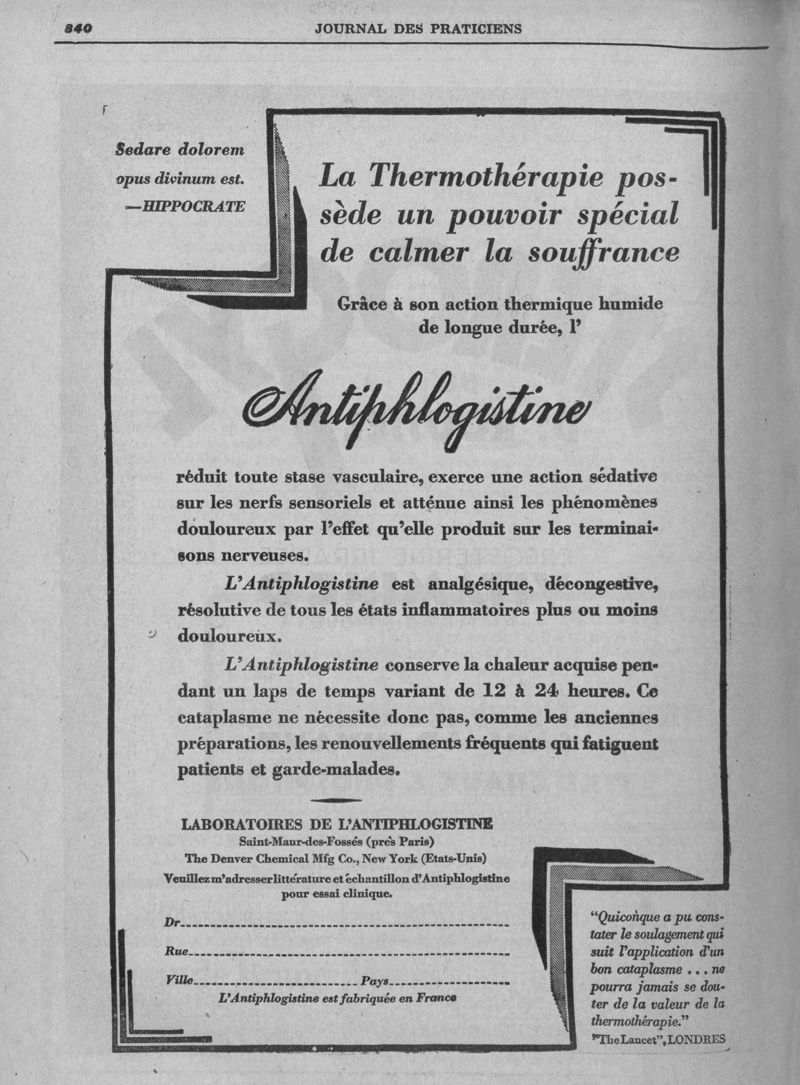 840
JOURNAL DES PRATICIENS
Sedare dolorem
opus divinum est.
—HIPPOCRATE
La Thermothérapie pos-
sède un pouvoir spécial
de calmer la souffrance
Grâce à son action thermique humide
de longue durée, l'
Antiphlogistine
réduit toute stase vasculaire, exerce une action sédative
sur les nerfs sensoriels et atténue ainsi les phénomènes
douloureux par l'effet qu'elle produit sur les terminai-
sons nerveuses.
L'Antiphlogistine est analgésique, décongestive,
résolutive de tous les états inflammatoires plus ou moins
douloureux.
L'Antiphlogistine conserve la chaleur acquise pen-
dant un laps de temps variant de 12 à 24 heures. Ce
cataplasme ne nécessite donc pas, comme les anciennes
préparations, les renouvellements fréquents qui fatiguent
patients et garde-malades.
LABORATOIRES DE L'ANTIPHLOGISTINE
Saint-Maur-des-Fossés (près Paris)
The Denver Chemical Mfg Co., New York (Etats-Unis)
Veuillez m'adresser littérature et échantillon d'Antiphlogistine
pour essai clinique.
Dr
Rue
Ville Pays
L'Antiphlogistine est fabriquée en France
"Quiconque a pu cons-
tater le soulagement qui
suit l'application d'un
bon cataplasme ... ne
pourra jamais se dou-
ter de la valeur de la
thermothérapie."
"The Lancet", LONDRES